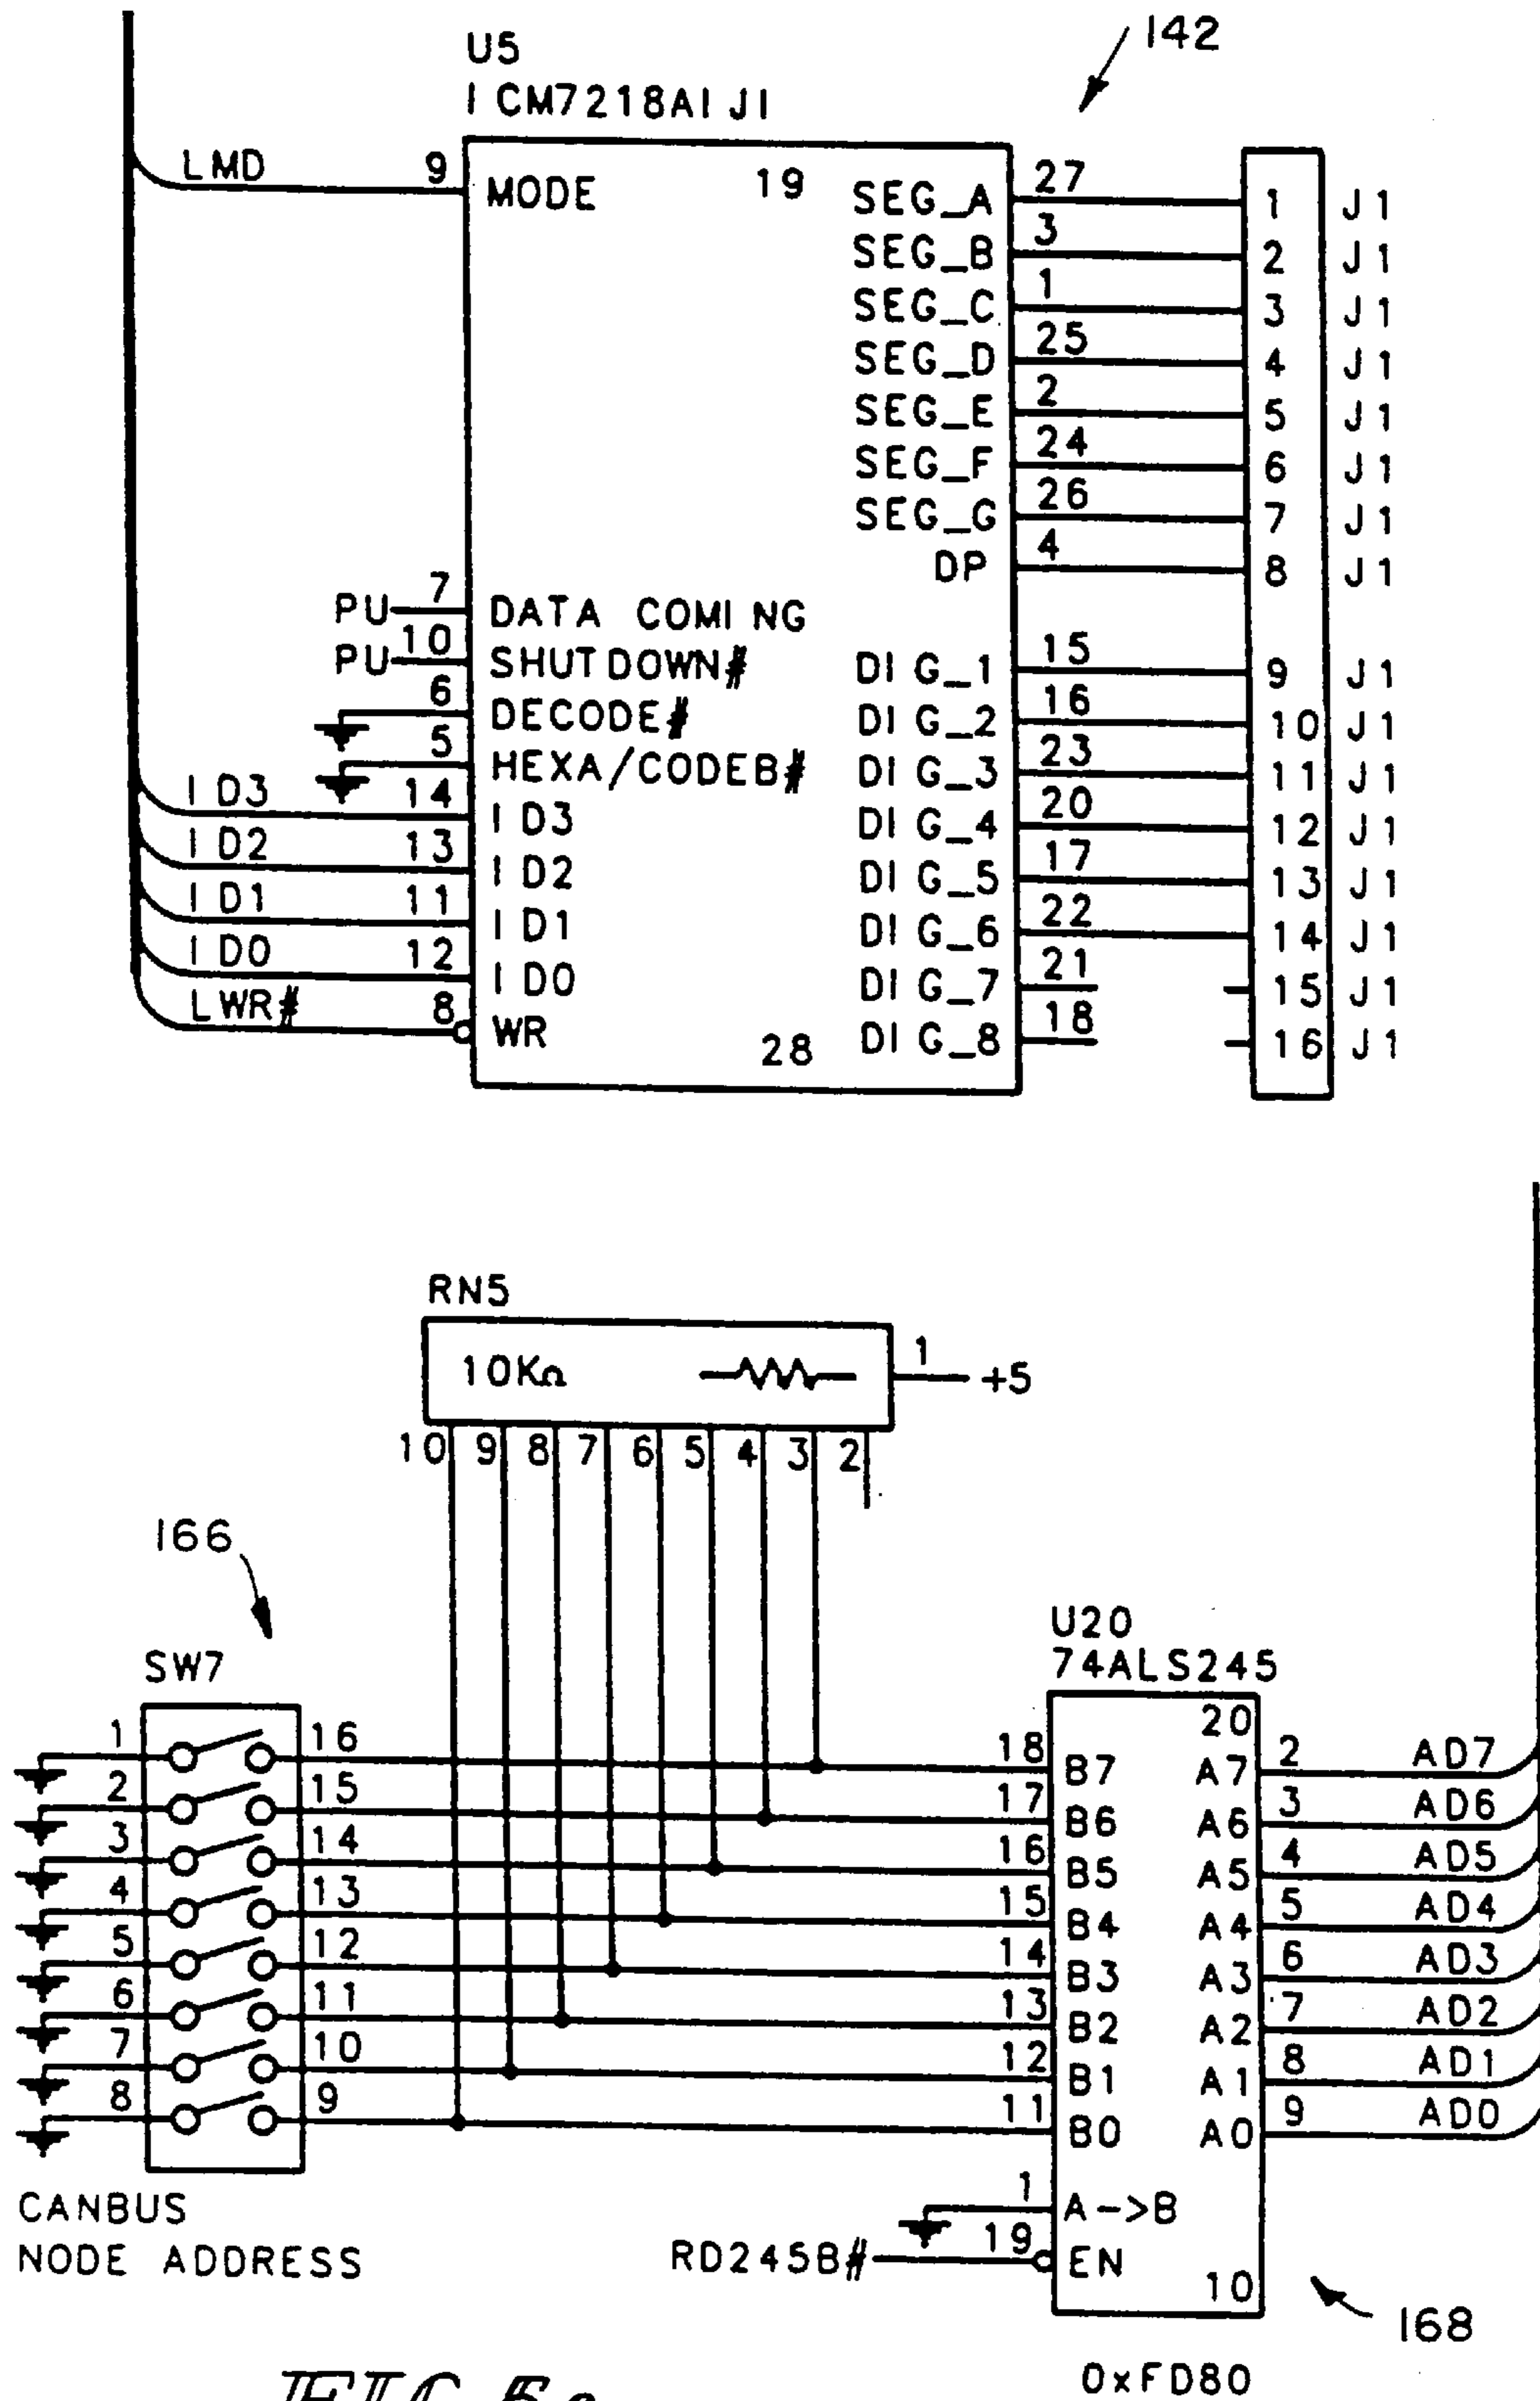 142
U5
ICM7218AIJI
LMD 9 MODE 19 SEG_A 27 1 J1
SEG_B 3 2 J1
SEG_C 1 3 J1
SEG_D 25 4 J1
SEG_E 2 5 J1
SEG_F 24 6 J1
SEG_G 26 7 J1
DP 4 8 J1
PU 7 DATA COMING
PU 10 SHUTDOWN# DIG_1 15 9 J1
6 DECODE# DIG_2 16 10 J1
5 HEXA/CODEB# DIG_3 23 11 J1
ID3 14 ID3 DIG_4 20 12 J1
ID2 13 ID2 DIG_5 17 13 J1
ID1 11 ID1 DIG_6 22 14 J1
ID0 12 ID0 DIG_7 21 15 J1
LWR# 8 WR 28 DIG_8 18 16 J1
RN5
10KΩ 1 +5
10 9 8 7 6 5 4 3 2
166
SW7
U20
74ALS245
20
1 16 18 B7 A7 2 AD7
2 15 17 B6 A6 3 AD6
3 14 16 B5 A5 4 AD5
4 13 15 B4 A4 5 AD4
5 12 14 B3 A3 6 AD3
6 11 13 B2 A2 7 AD2
7 10 12 B1 A1 8 AD1
8 9 11 B0 A0 9 AD0
CANBUS
NODE ADDRESS
1 A->B
RD245B# 19 EN
10
168
0xFD80